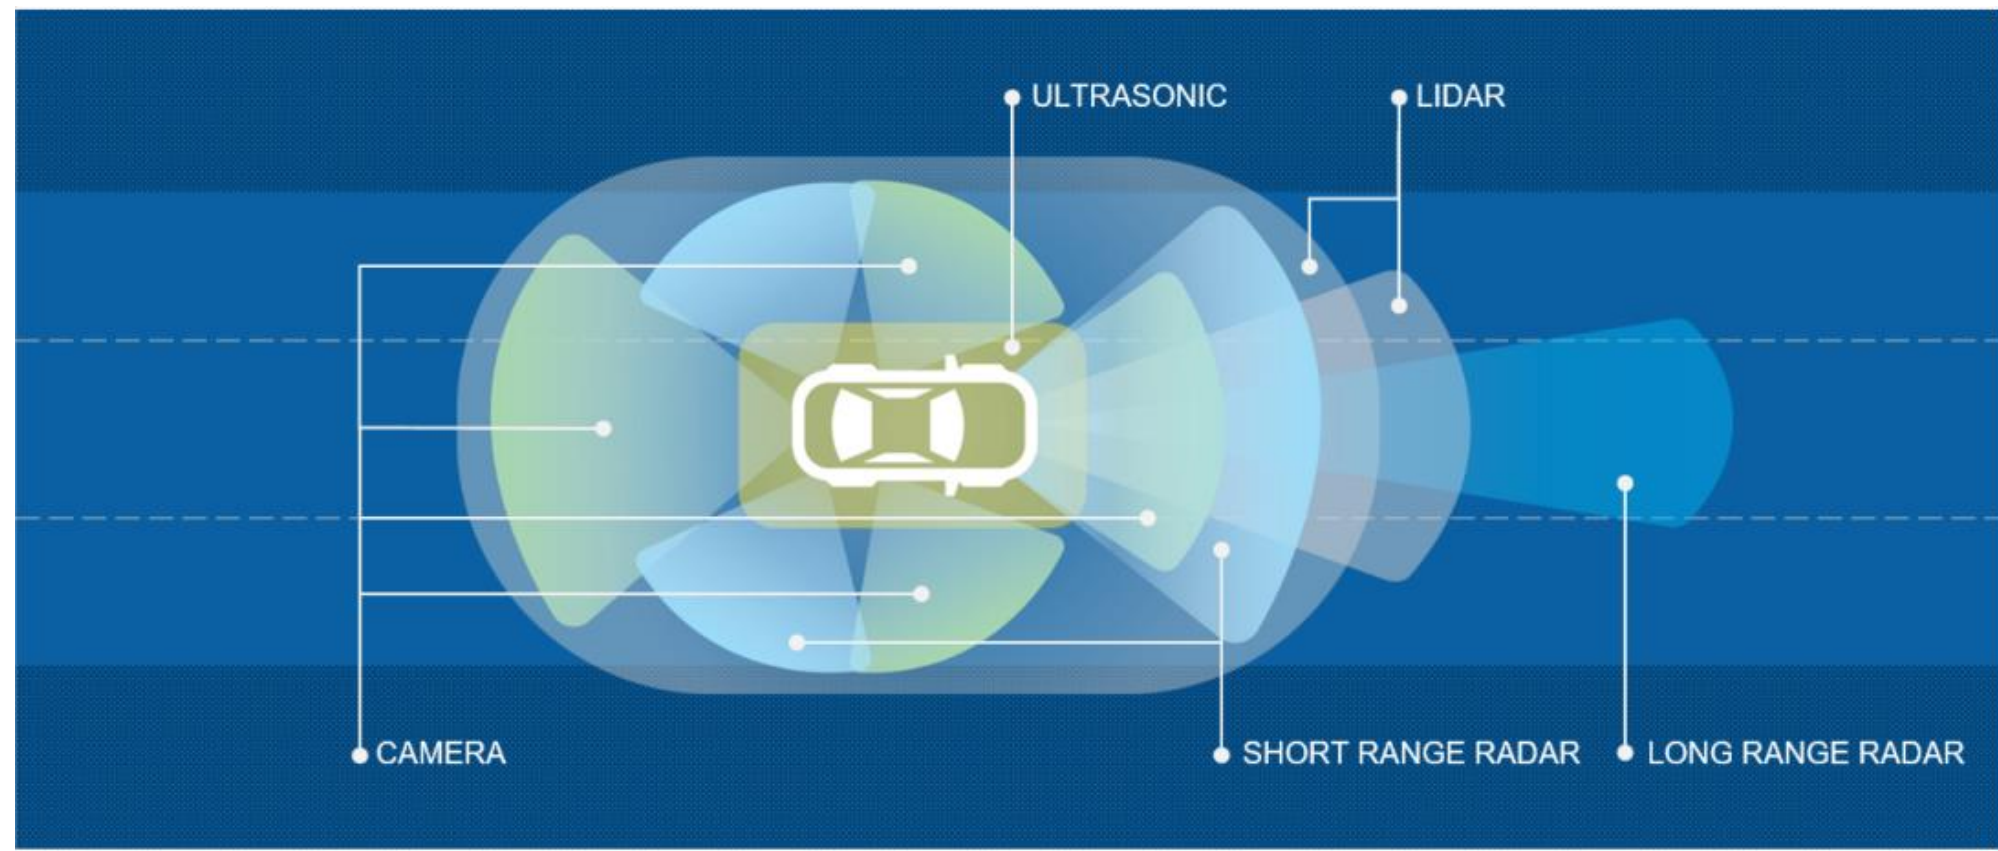 ULTRASONIC
LIDAR
CAMERA
SHORT RANGE RADAR
LONG RANGE RADAR